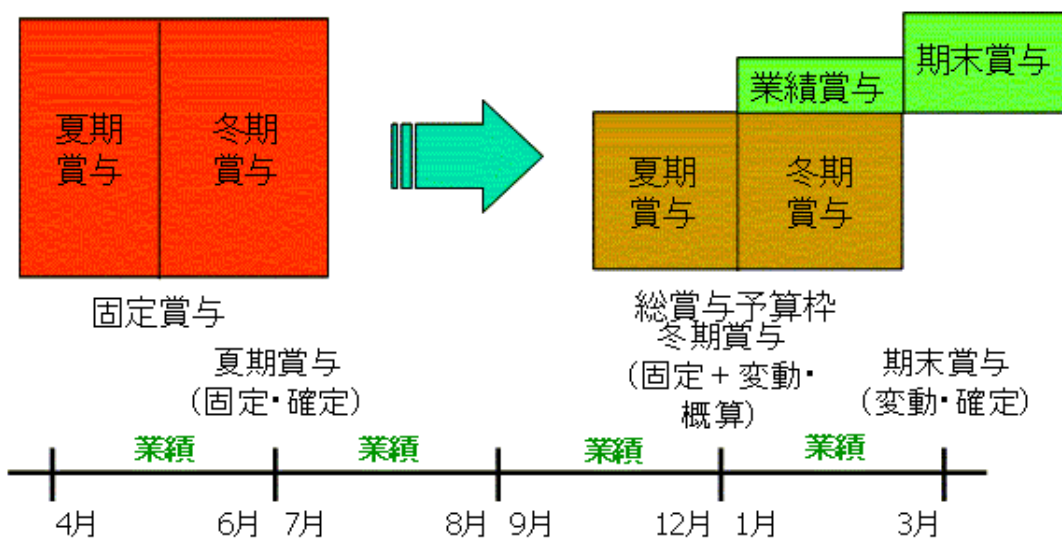 夏期
賞与
冬期
賞与
固定賞与
業績賞与
期末賞与
夏期
賞与
冬期
賞与
総賞与予算枠
夏期賞与
(固定・確定)
冬期賞与
(固定+変動・
概算)
期末賞与
(変動・確定)
業績 業績 業績 業績
4月 6月 7月 8月 9月 12月 1月 3月